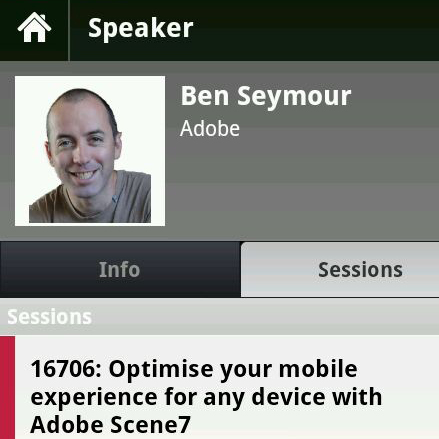 Speaker
Ben Seymour
Adobe
Info
Sessions
Sessions
16706: Optimise your mobile
experience for any device with
Adobe Scene7